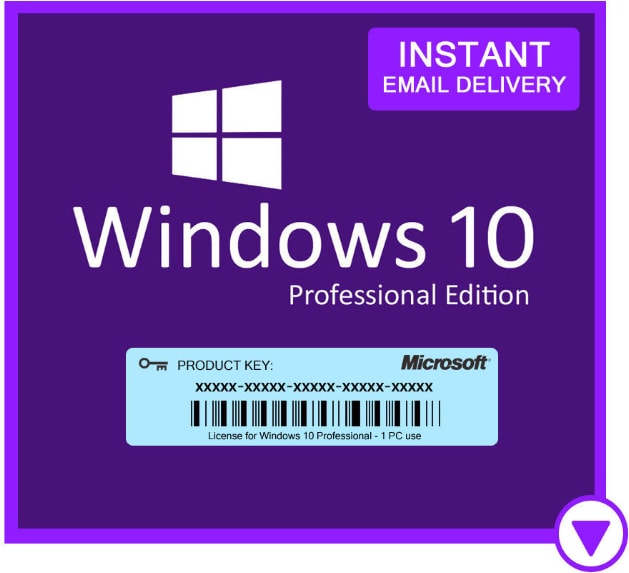 INSTANT
EMAIL DELIVERY
Windows 10
Professional Edition
PRODUCT KEY:
Microsoft
xxxxx-xxxxx-xxxxx-xxxxx-xxxxx
License for Windows 10 Professional - 1 PC use